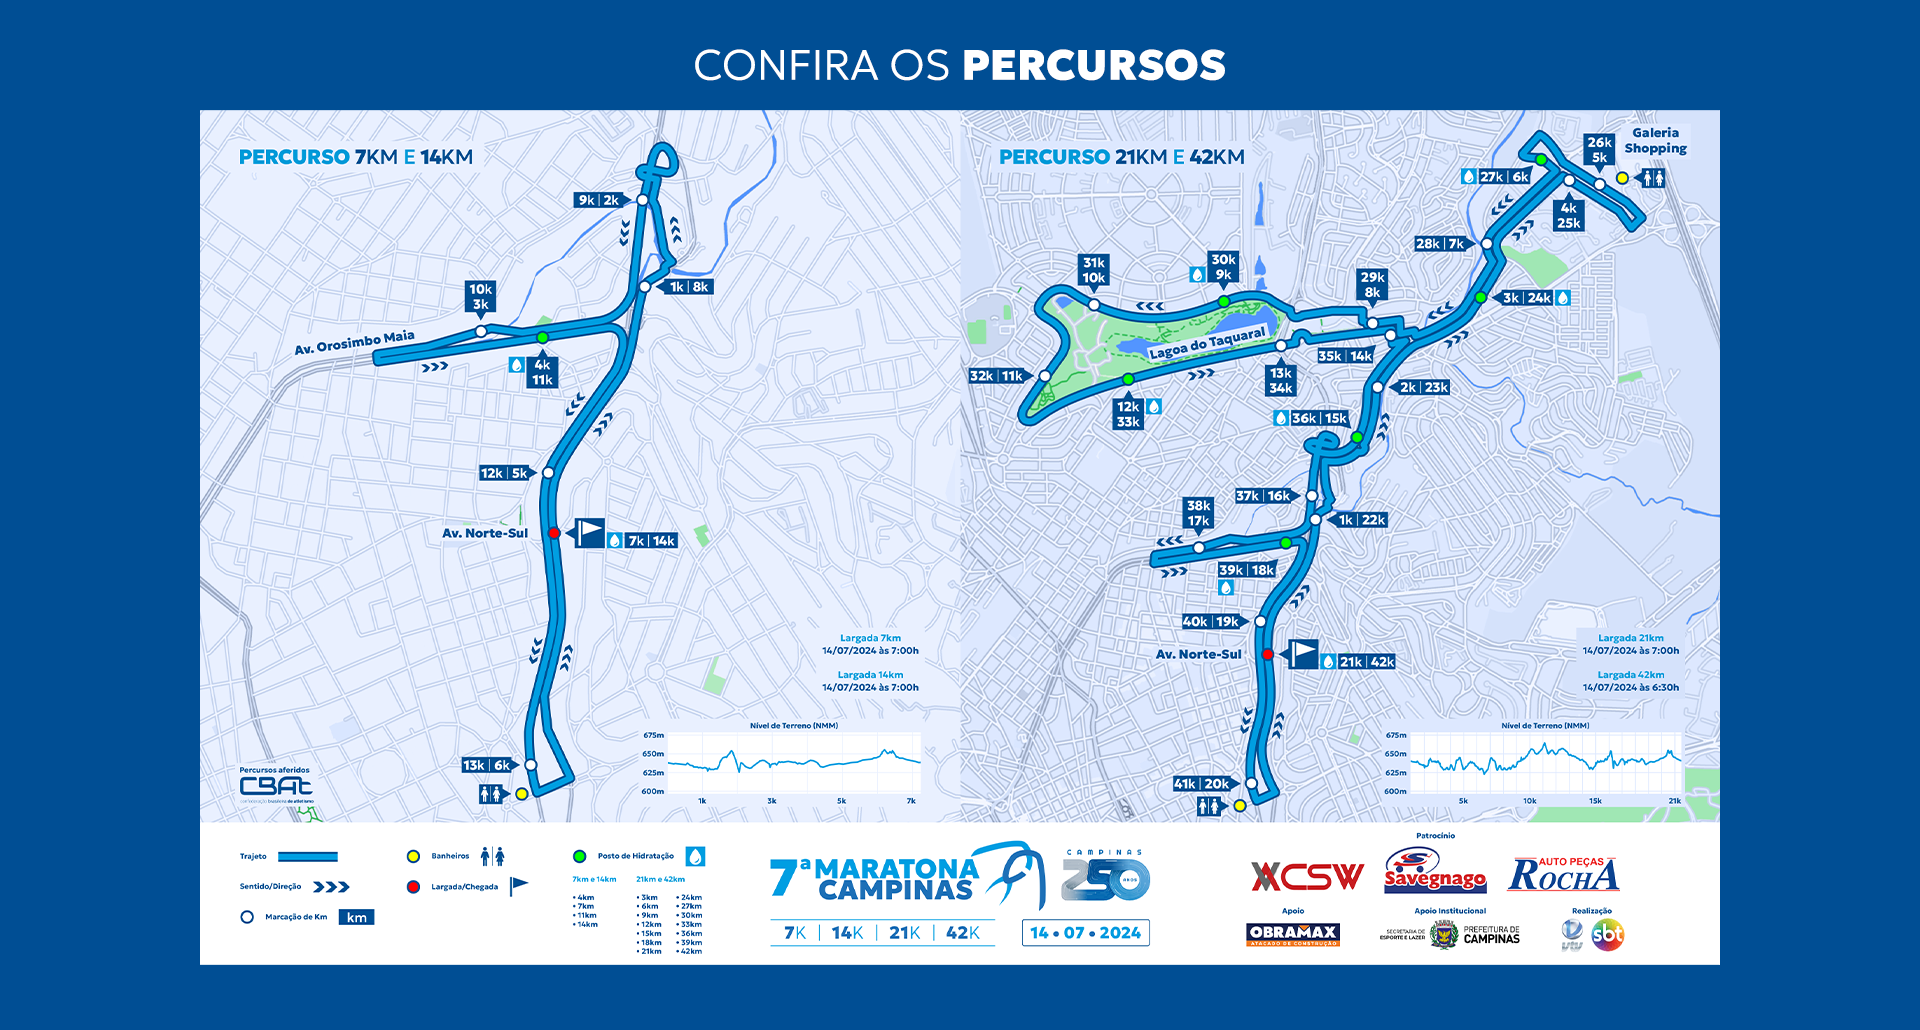 CONFIRA OS PERCURSOS
PERCURSO 7KM E 14KM
9k | 2k
1k | 8k
10k
3k
Av. Orosimbo Maia
4k
11k
12k | 5k
Av. Norte-Sul
7k | 14k
13k | 6k
Largada 7km
14/07/2024 às 7:00h
Largada 14km
14/07/2024 às 7:00h
Nível de Terreno (NMM)
675m
650m
625m
600m
1k
3k
5k
7k
Percursos aferidos
CBAt
confederação brasileira de atletismo
PERCURSO 21KM E 42KM
Galeria
Shopping
26k
5k
27k | 6k
4k
25k
28k | 7k
3k | 24k
31k
10k
30k
9k
29k
8k
Lagoa do Taquaral
35k | 14k
32k | 11k
13k
34k
2k | 23k
12k
33k
36k | 15k
37k | 16k
38k
17k
1k | 22k
39k | 18k
40k | 19k
Av. Norte-Sul
21k | 42k
41k | 20k
Largada 21km
14/07/2024 às 7:00h
Largada 42km
14/07/2024 às 6:30h
Nível de Terreno (NMM)
675m
650m
625m
600m
5k
10k
15k
21k
Trajeto
Sentido/Direção
Marcação de Km
km
Banheiros
Largada/Chegada
Posto de Hidratação
7km e 14km
• 4km
• 7km
• 11km
• 14km
21km e 42km
• 3km
• 6km
• 9km
• 12km
• 15km
• 18km
• 21km
• 24km
• 27km
• 30km
• 33km
• 36km
• 39km
• 42km
7ª MARATONA
CAMPINAS
CAMPINAS
250
ANOS
7K | 14K | 21K | 42K
14 • 07 • 2024
Patrocínio
CSW
Savegnago
AUTO PEÇAS
ROCHA
Apoio
OBRAMAX
ATACADO DE CONSTRUÇÃO
Apoio Institucional
SECRETARIA DE
ESPORTE E LAZER
PREFEITURA DE
CAMPINAS
Realização
VTV
sbt